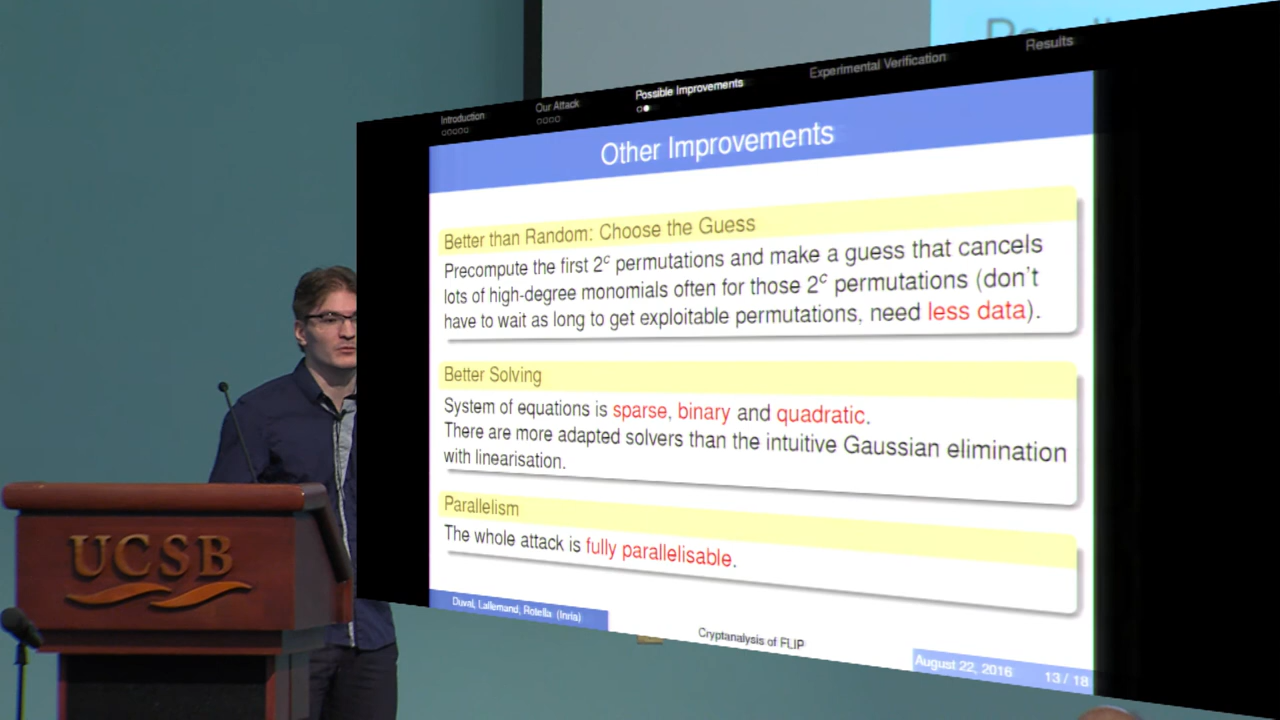 Introduction
Our Attack
Possible Improvements
Experimental Verification
Results
Other Improvements
Better than Random: Choose the Guess
Precompute the first 2ᶜ permutations and make a guess that cancels
lots of high-degree monomials often for those 2ᶜ permutations (don't
have to wait as long to get exploitable permutations, need less data).
Better Solving
System of equations is sparse, binary and quadratic.
There are more adapted solvers than the intuitive Gaussian elimination
with linearisation.
Parallelism
The whole attack is fully parallelisable.
Duval, Lallemand, Rotella (Inria)
Cryptanalysis of FLIP
August 22, 2016
13 / 18
UCSB